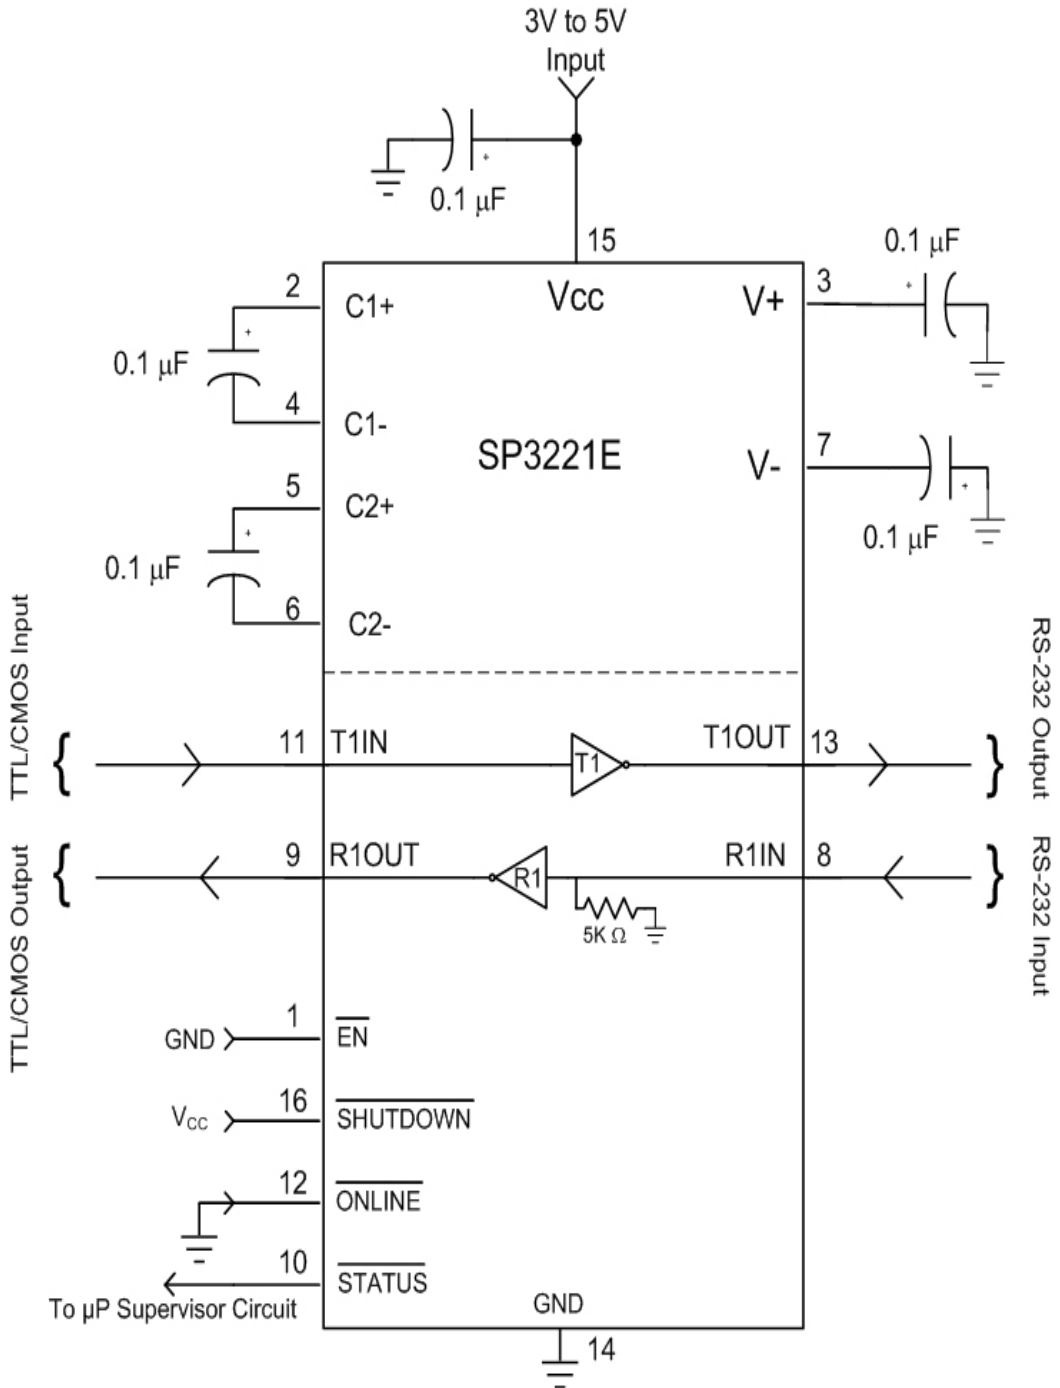 3V to 5V
Input
0.1 µF
15
0.1 µF
2
C1+
Vcc
V+
3
0.1 µF
4
C1-
SP3221E
V-
7
5
C2+
0.1 µF
0.1 µF
6
C2-
TTL/CMOS Input
RS-232 Output
11
T1IN
T1
T1OUT
13
TTL/CMOS Output
RS-232 Input
9
R1OUT
R1
R1IN
8
5K Ω
1
GND
EN
16
VCC
SHUTDOWN
12
ONLINE
10
STATUS
To µP Supervisor Circuit
GND
14